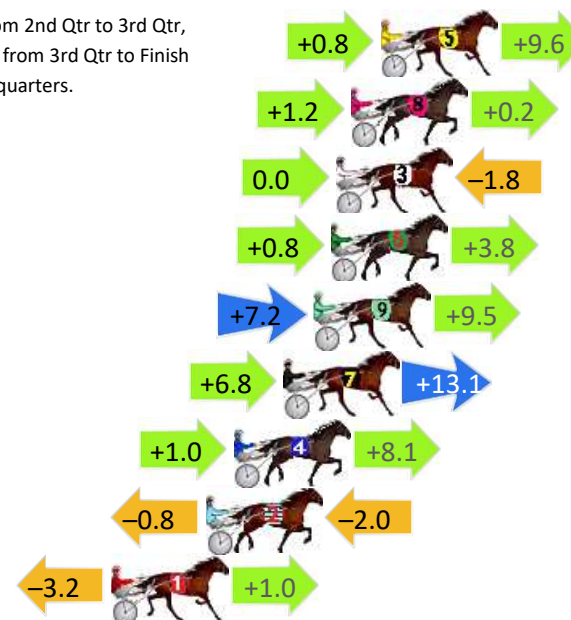 om 2nd Qtr to 3rd Qtr,
from 3rd Qtr to Finish
quarters.
+0.8 5 +9.6
+1.2 8 +0.2
0.0 3 –1.8
+0.8 6 +3.8
+7.2 9 +9.5
+6.8 7 +13.1
+1.0 4 +8.1
–0.8 –2.0
–3.2 1 +1.0